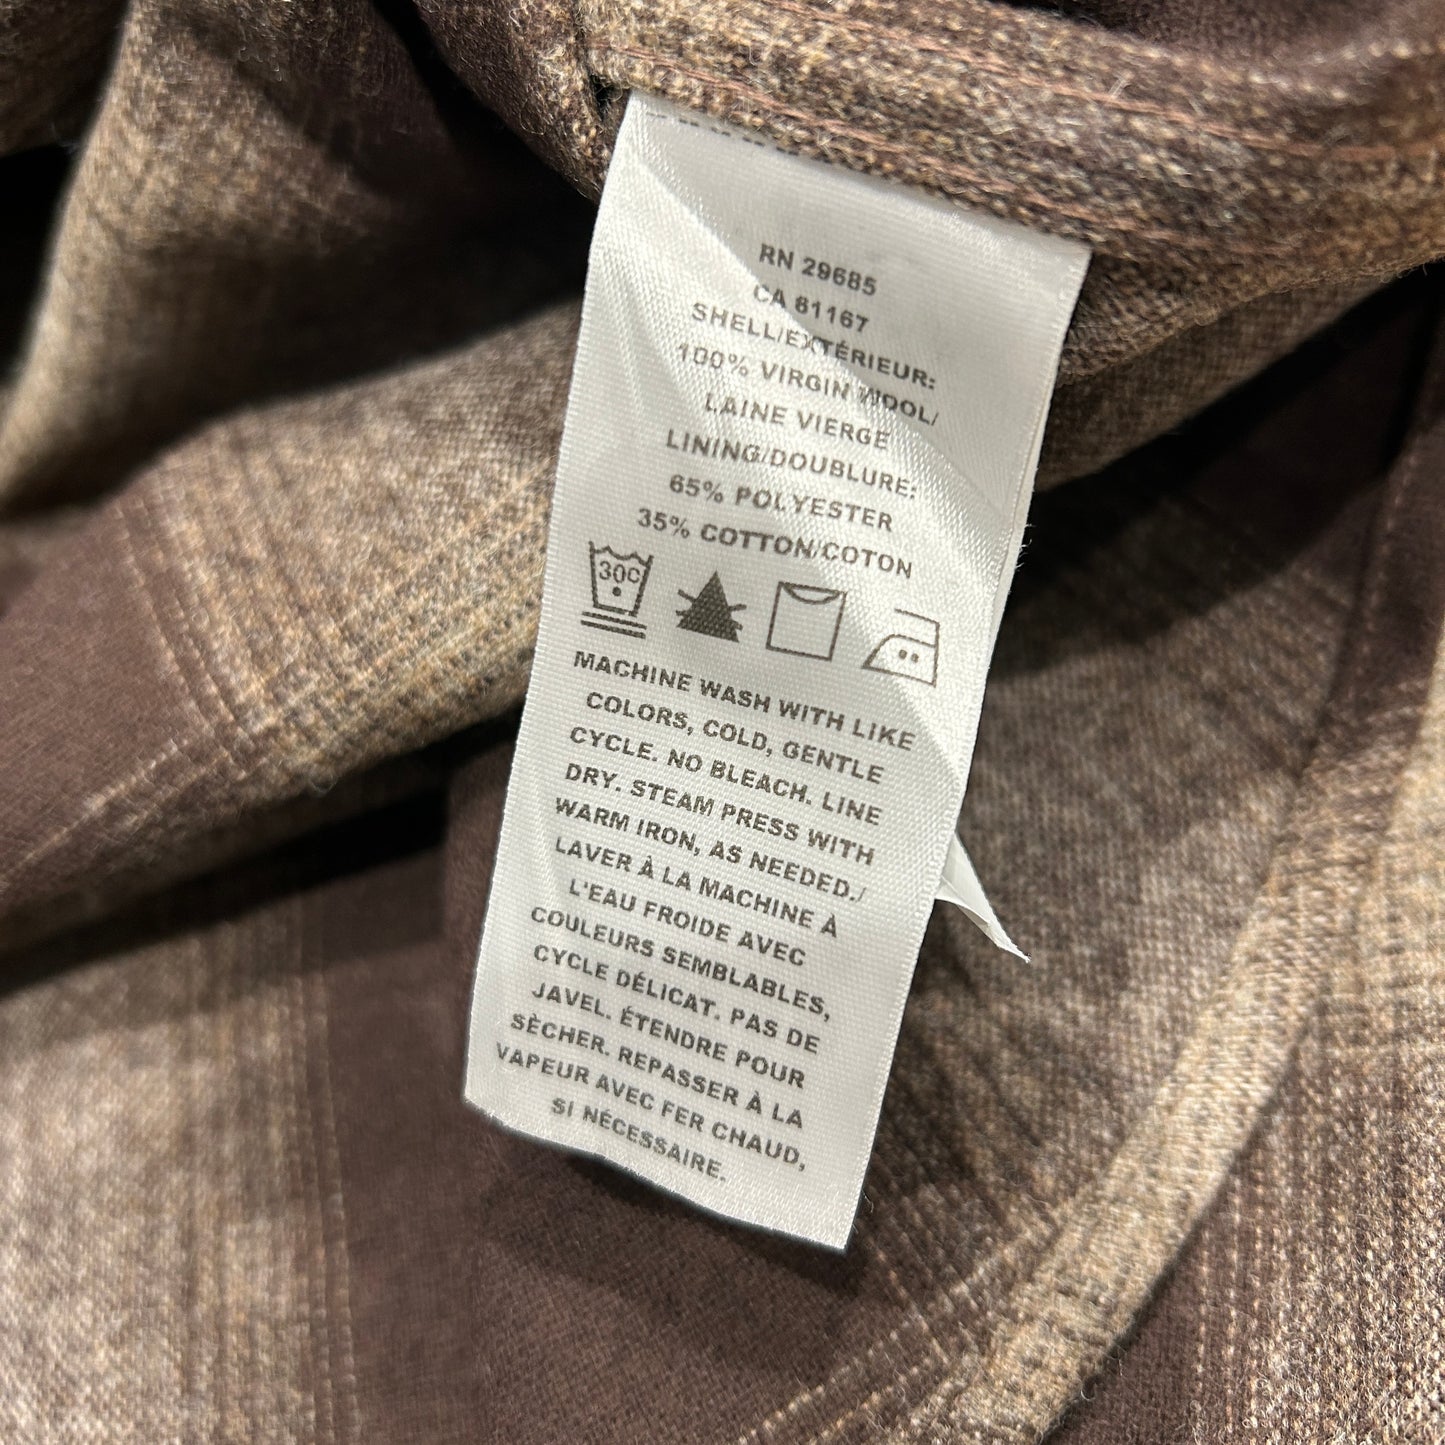 RN 29685
CA 61167
SHELL/EXTÉRIEUR:
100% VIRGIN WOOL/
LAINE VIERGE
LINING/DOUBLURE:
65% POLYESTER
35% COTTON/COTON
30c
MACHINE WASH WITH LIKE
COLORS, COLD, GENTLE
CYCLE. NO BLEACH. LINE
DRY. STEAM PRESS WITH
WARM IRON, AS NEEDED./
LAVER À LA MACHINE À
L'EAU FROIDE AVEC
COULEURS SEMBLABLES,
CYCLE DÉLICAT. PAS DE
JAVEL. ÉTENDRE POUR
SÈCHER. REPASSER À LA
VAPEUR AVEC FER CHAUD,
SI NÉCESSAIRE.